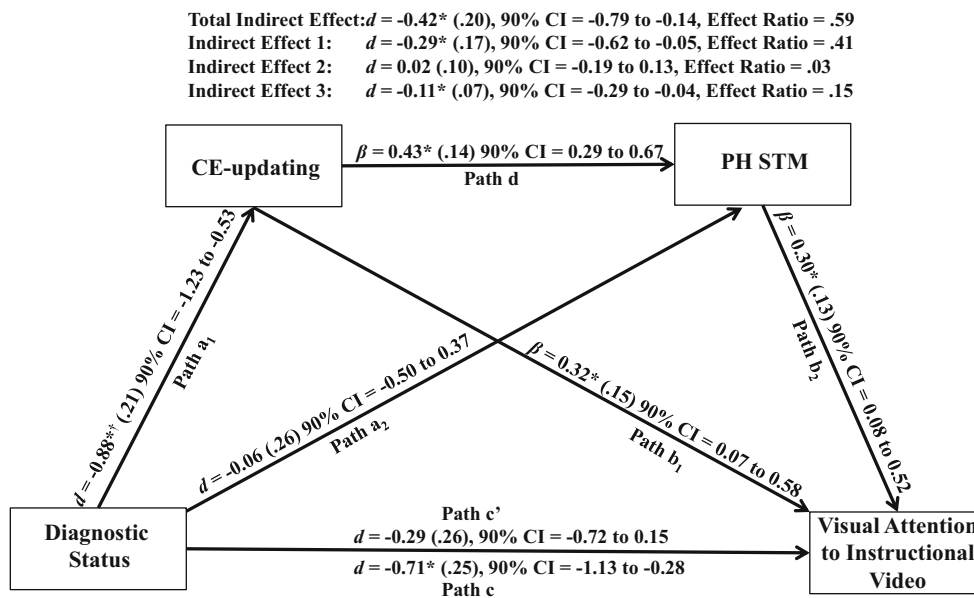 Total Indirect Effect: d = -0.42* (.20), 90% CI = -0.79 to -0.14, Effect Ratio = .59
Indirect Effect 1: d = -0.29* (.17), 90% CI = -0.62 to -0.05, Effect Ratio = .41
Indirect Effect 2: d = 0.02 (.10), 90% CI = -0.19 to 0.13, Effect Ratio = .03
Indirect Effect 3: d = -0.11* (.07), 90% CI = -0.29 to -0.04, Effect Ratio = .15
CE-updating
β = 0.43* (.14) 90% CI = 0.29 to 0.67
Path d
PH STM
d = -0.88*† (.21) 90% CI = -1.23 to -0.53
Path a₁
d = -0.06 (.26) 90% CI = -0.50 to 0.37
Path a₂
β = 0.32* (.15) 90% CI = 0.07 to 0.58
Path b₁
β = 0.30* (.13) 90% CI = 0.08 to 0.52
Path b₂
Diagnostic
Status
Path c’
d = -0.29 (.26), 90% CI = -0.72 to 0.15
d = -0.71* (.25), 90% CI = -1.13 to -0.28
Path c
Visual Attention
to Instructional
Video